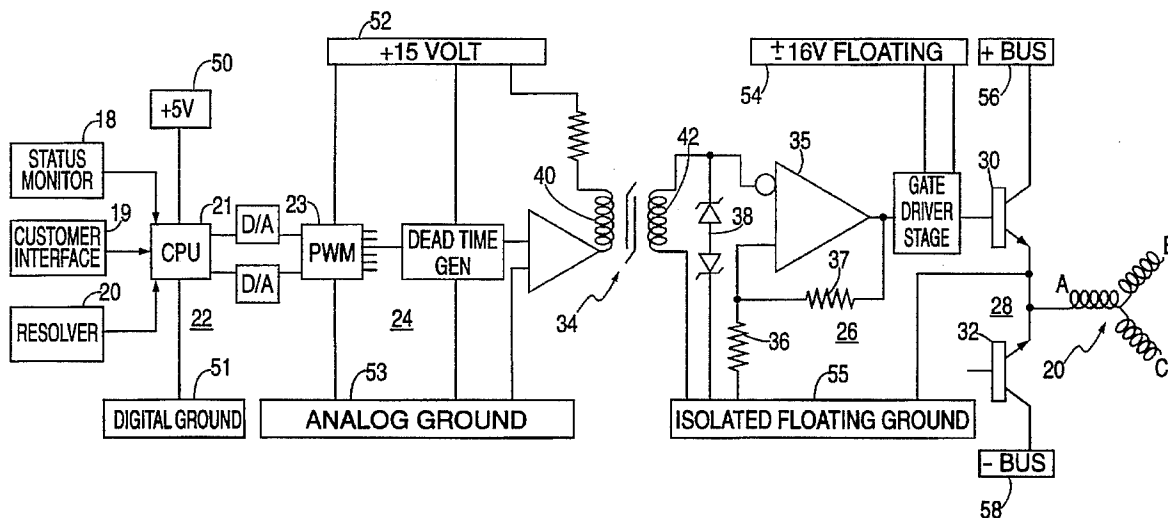 52
+15 VOLT
± 16V FLOATING
+ BUS
50
+5V
54
56
18
STATUS
MONITOR
42
35
30
40
19
21
D/A
23
CUSTOMER
INTERFACE
CPU
PWM
DEAD TIME
GEN
38
GATE
DRIVER
STAGE
20
D/A
37
A
B
RESOLVER
22
24
34
36
26
28
32
20
C
51
53
55
DIGITAL GROUND
ANALOG GROUND
ISOLATED FLOATING GROUND
- BUS
58